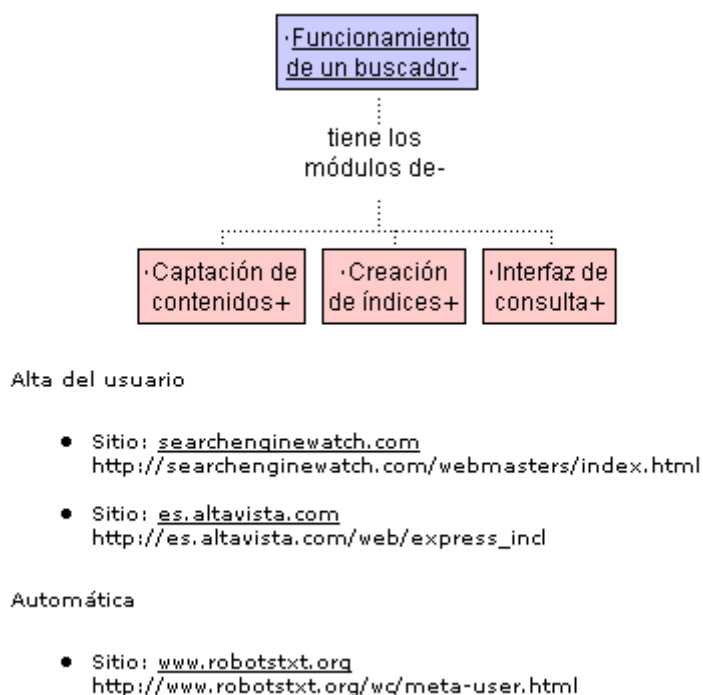 ·Funcionamiento
de un buscador-
tiene los
módulos de-
·Captación de
contenidos+
·Creación
de índices+
·Interfaz de
consulta+
Alta del usuario
● Sitio: searchenginewatch.com
http://searchenginewatch.com/webmasters/index.html
● Sitio: es.altavista.com
http://es.altavista.com/web/express_incl
Automática
● Sitio: www.robotstxt.org
http://www.robotstxt.org/wc/meta-user.html